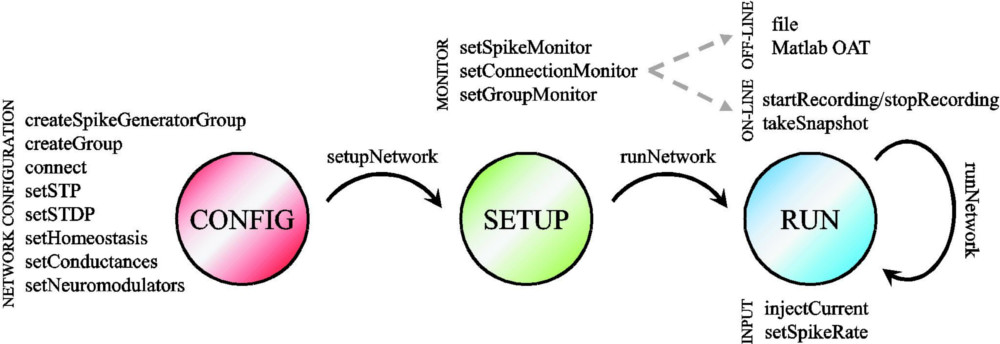 NETWORK CONFIGURATION
createSpikeGeneratorGroup
createGroup
connect
setSTP
setSTDP
setHomeostasis
setConductances
setNeuromodulators
CONFIG
setupNetwork
MONITOR
setSpikeMonitor
setConnectionMonitor
setGroupMonitor
SETUP
runNetwork
OFF-LINE
file
Matlab OAT
ON-LINE
startRecording/stopRecording
takeSnapshot
RUN
runNetwork
INPUT
injectCurrent
setSpikeRate